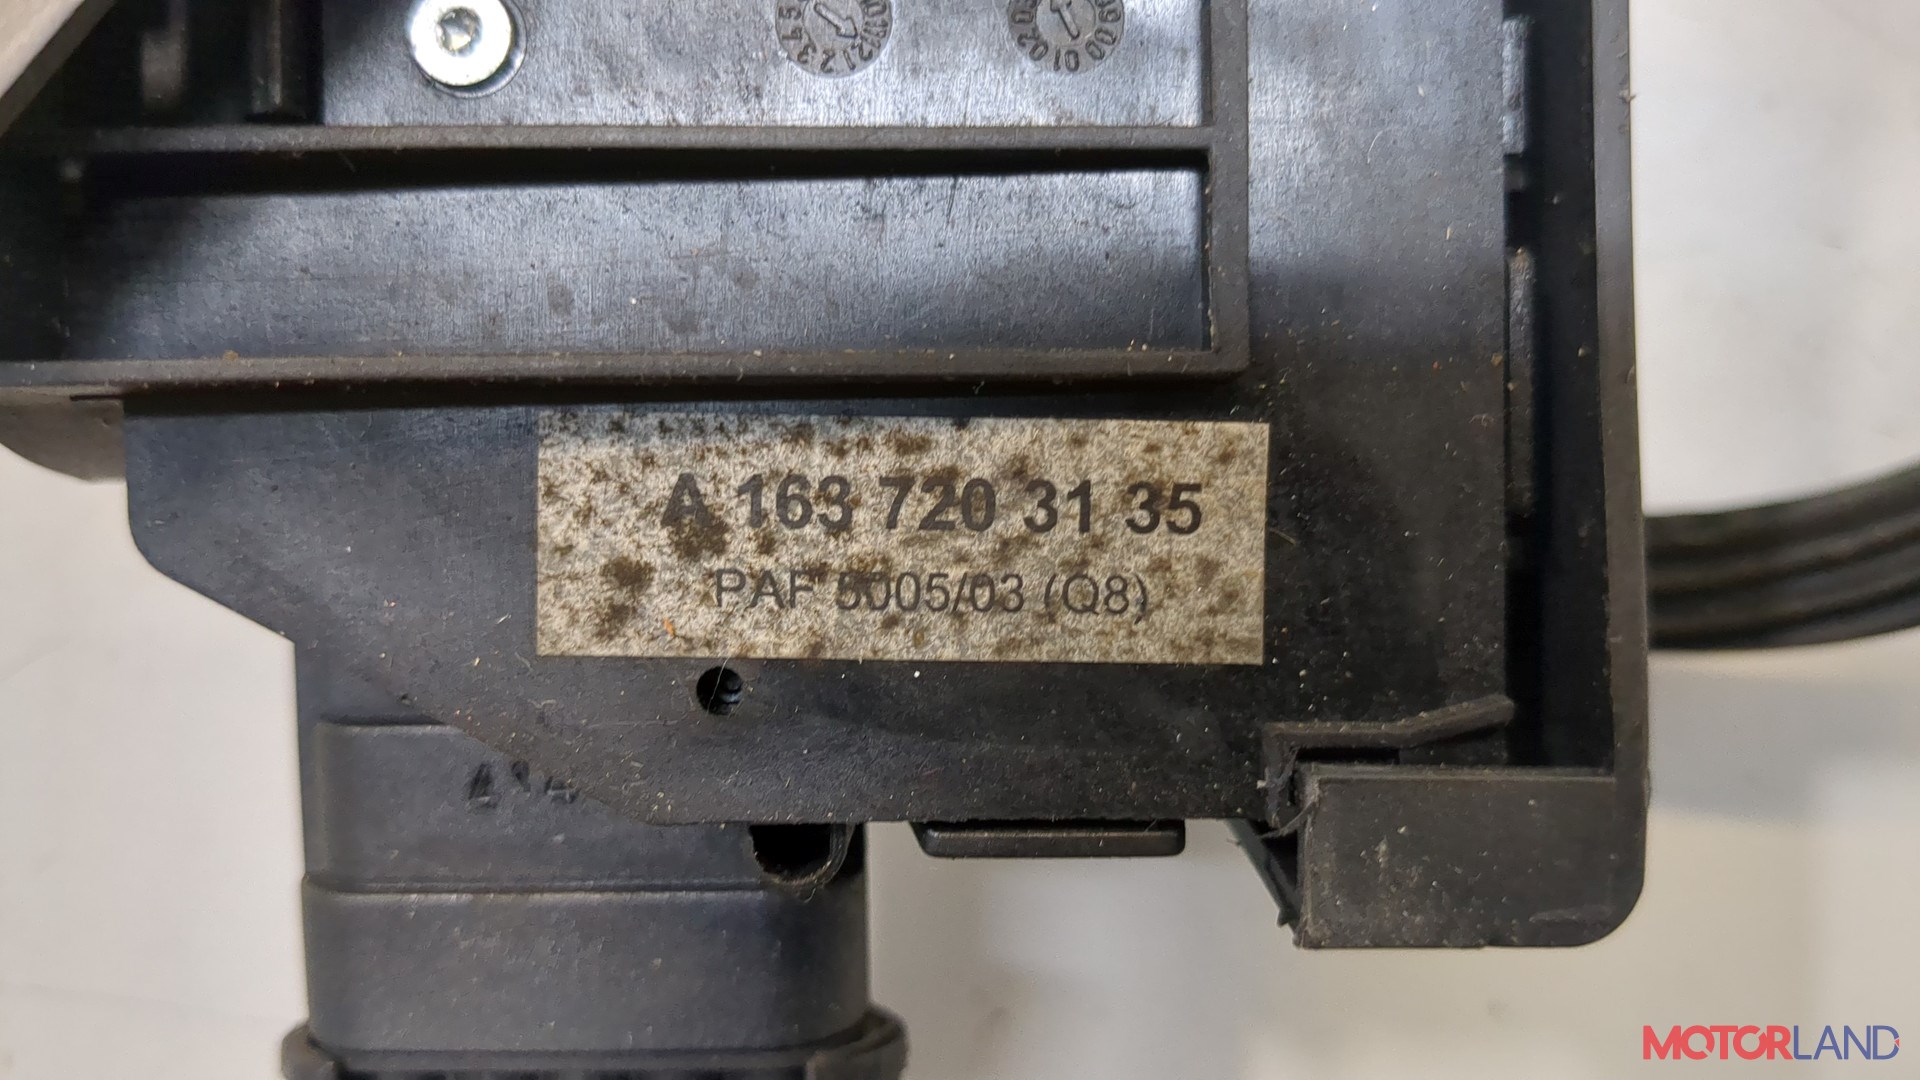 A 163 720 31 35
PAF 5005/03 (Q8)
MOTORLAND